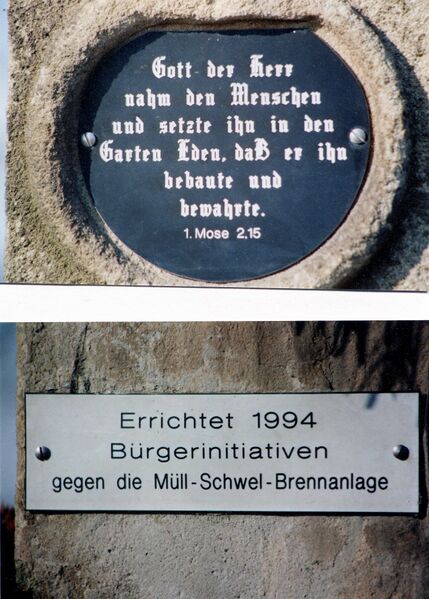 Gott der Herr
nahm den Menschen
und setzte ihn in den
Garten Eden, daß er ihn
bebaute und
bewahrte.
1. Mose 2,15
Errichtet 1994
Bürgerinitiativen
gegen die Müll-Schwel-Brennanlage